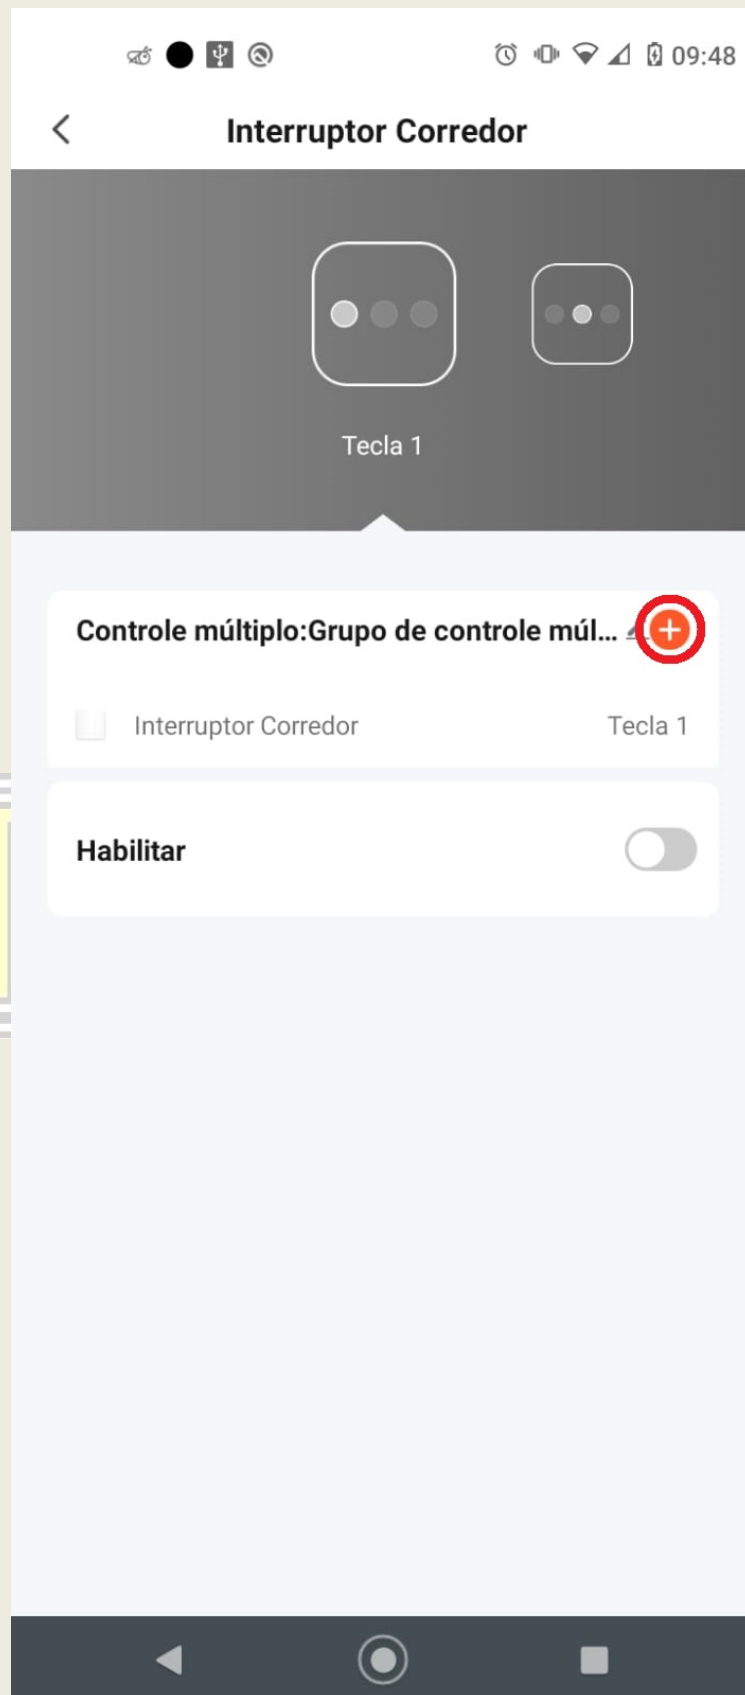 09:48
Interruptor Corredor
Tecla 1
Controle múltiplo:Grupo de controle múl...
Interruptor Corredor Tecla 1
Habilitar